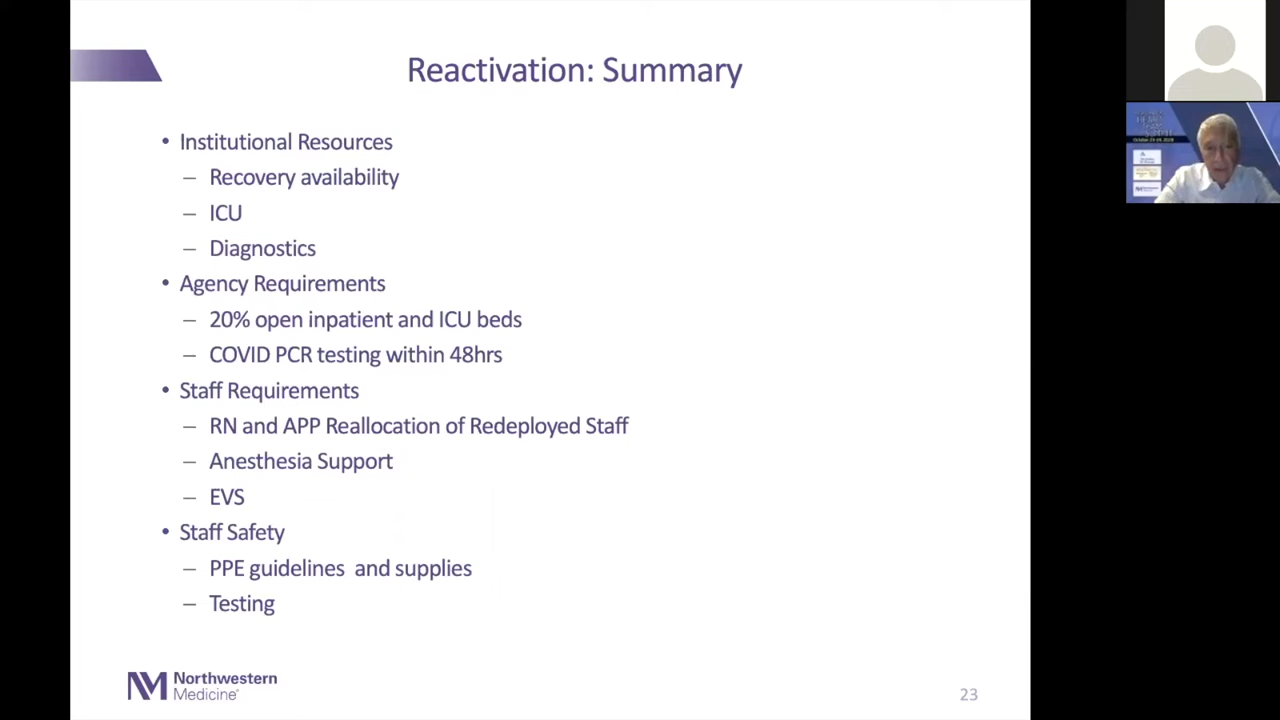 Reactivation: Summary
• Institutional Resources
– Recovery availability
– ICU
– Diagnostics
• Agency Requirements
– 20% open inpatient and ICU beds
– COVID PCR testing within 48hrs
• Staff Requirements
– RN and APP Reallocation of Redeployed Staff
– Anesthesia Support
– EVS
• Staff Safety
– PPE guidelines and supplies
– Testing
Northwestern
Medicine
23